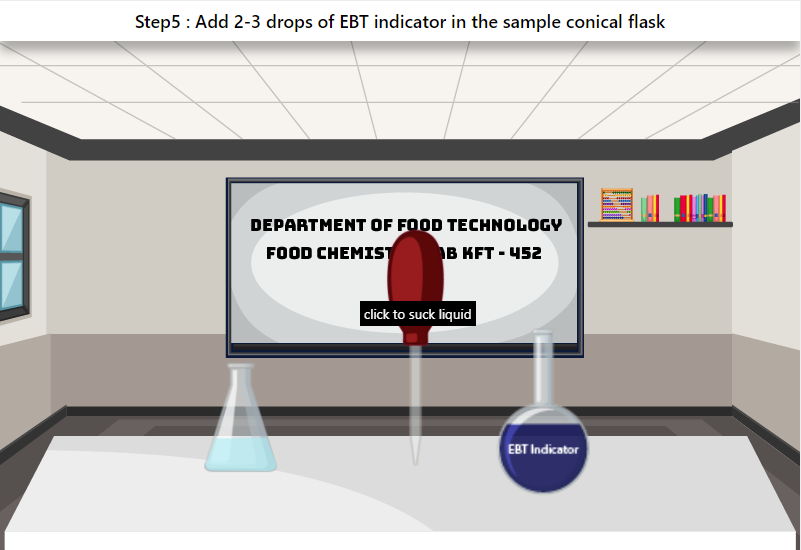 Step5 : Add 2-3 drops of EBT indicator in the sample conical flask
DEPARTMENT OF FOOD TECHNOLOGY
FOOD CHEMIST AB KFT - 452
click to suck liquid
EBT Indicator